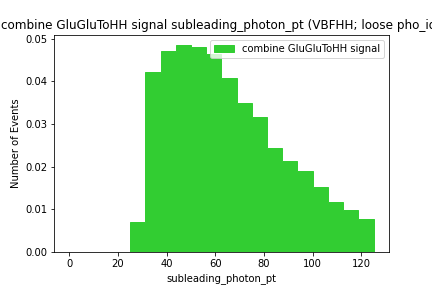 combine GluGluToHH signal subleading_photon_pt (VBFHH; loose
combine GluGluToHH signal
0.05
0.04
0.03
0.02
0.01
0.00
Number of Events
0 20 40 60 80 100 120
subleading_photon_pt